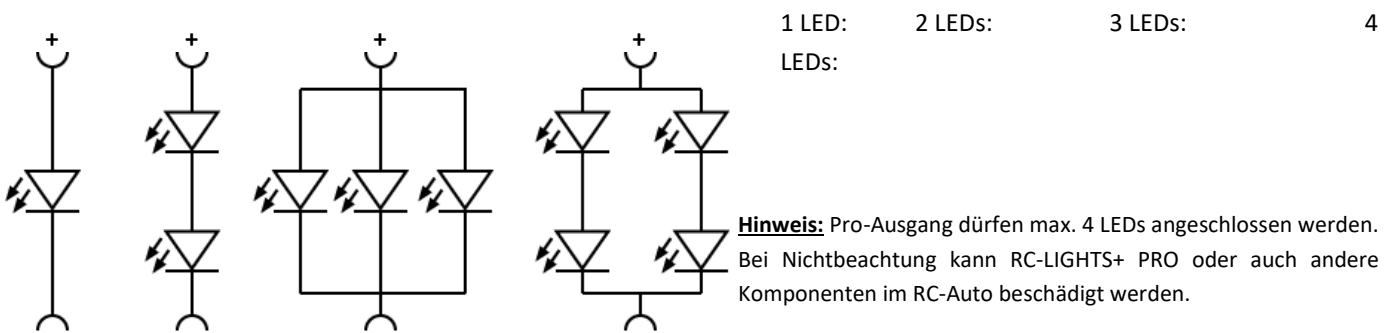 1 LED: 2 LEDs: 3 LEDs: 4
LEDs:
+ + + +
Hinweis: Pro-Ausgang dürfen max. 4 LEDs angeschlossen werden.
Bei Nichtbeachtung kann RC-LIGHTS+ PRO oder auch andere
Komponenten im RC-Auto beschädigt werden.